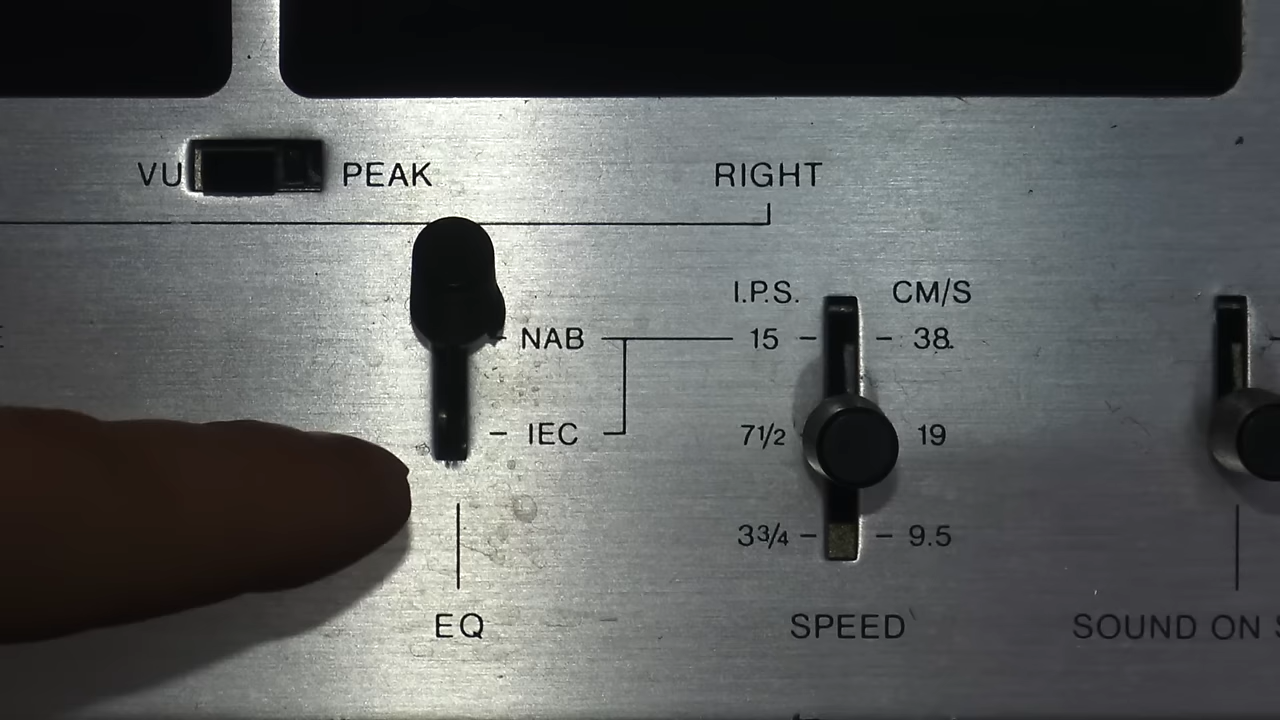 VU PEAK RIGHT
I.P.S. CM/S
NAB 15 38
IEC 7½ 19
3¾ 9.5
EQ SPEED SOUND ON